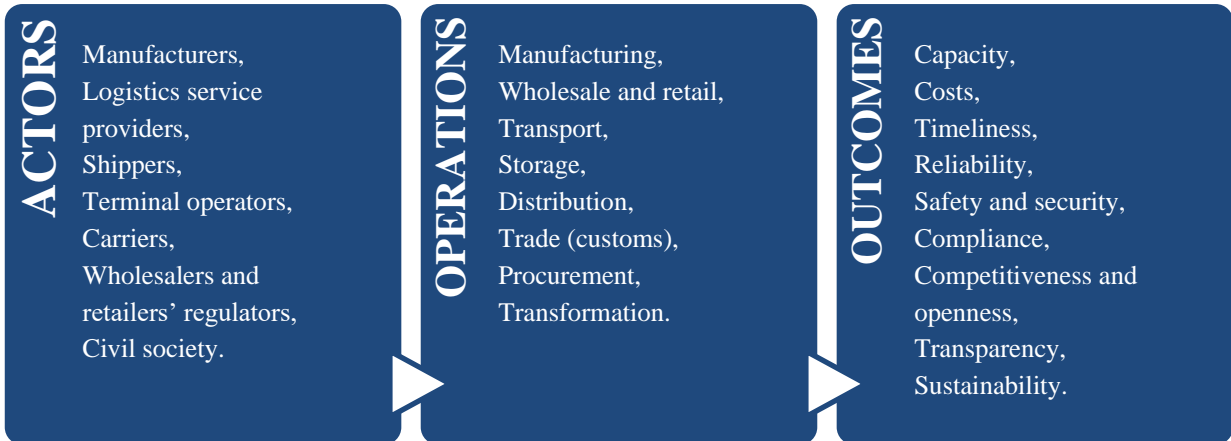 ACTORS
Manufacturers,
Logistics service
providers,
Shippers,
Terminal operators,
Carriers,
Wholesalers and
retailers’ regulators,
Civil society.
OPERATIONS
Manufacturing,
Wholesale and retail,
Transport,
Storage,
Distribution,
Trade (customs),
Procurement,
Transformation.
OUTCOMES
Capacity,
Costs,
Timeliness,
Reliability,
Safety and security,
Compliance,
Competitiveness and
openness,
Transparency,
Sustainability.